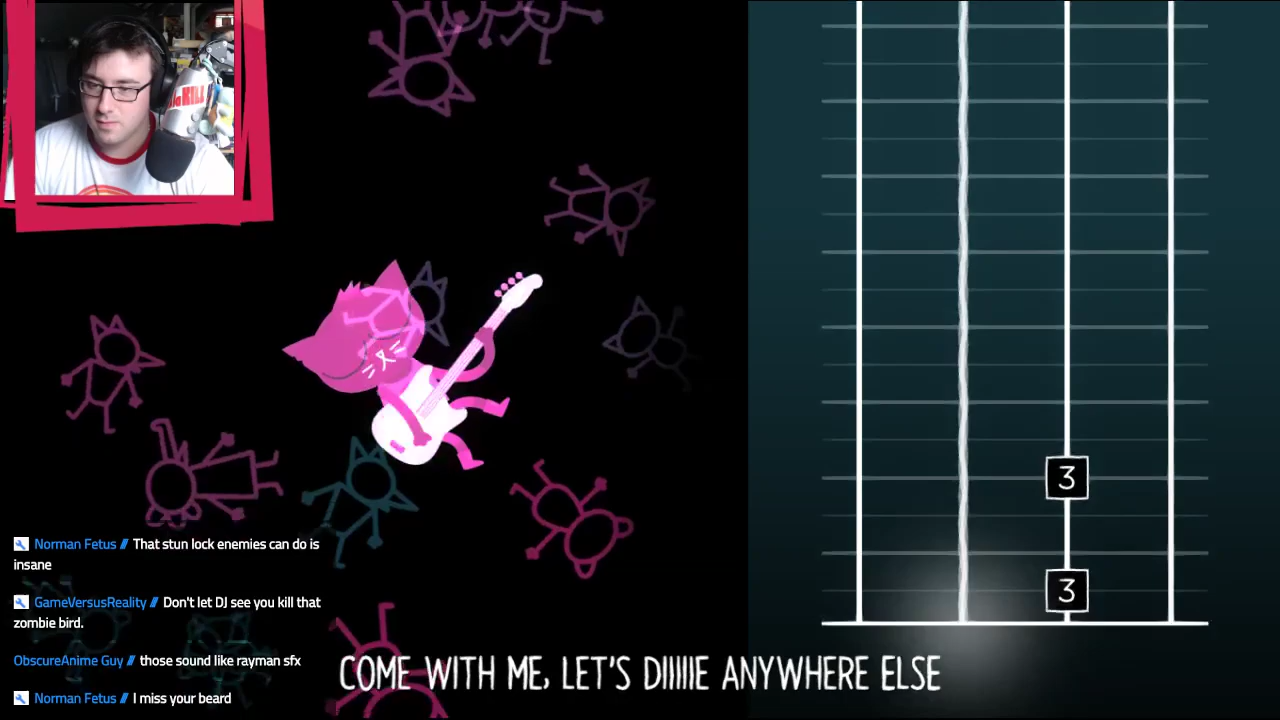 KILL
3
3
Norman Fetus // That stun lock enemies can do is
insane
GameVersusReality // Don't let DJ see you kill that
zombie bird.
ObscureAnime Guy // those sound like rayman sfx
Norman Fetus // I miss your beard
COME WITH ME, LET'S DIIIIIE ANYWHERE ELSE